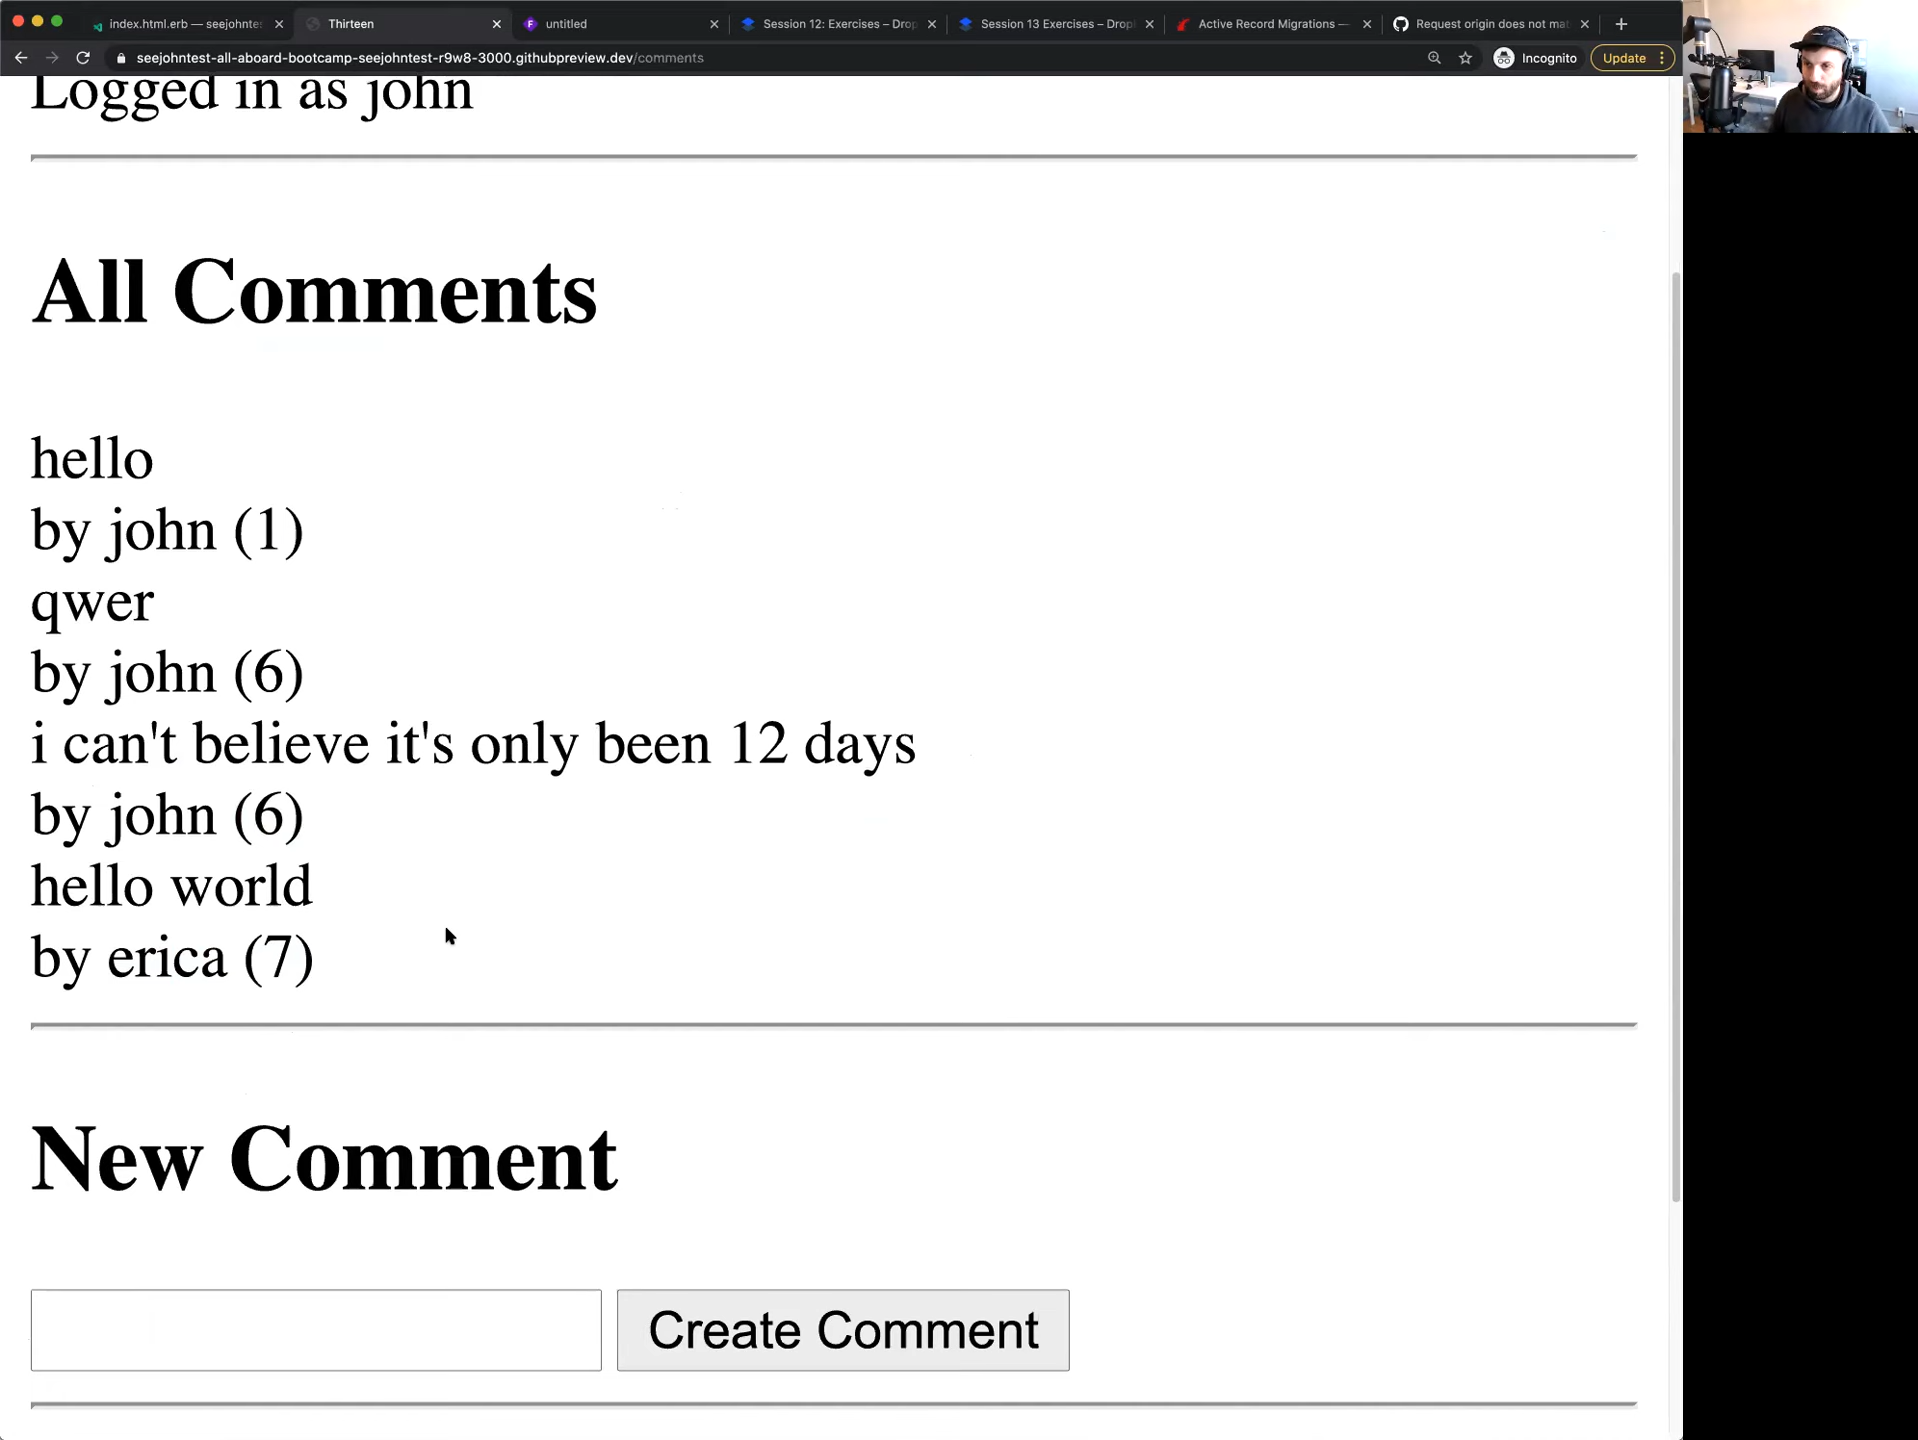 index.html.erb — seejohntes
Thirteen
untitled
Session 12: Exercises – Drop
Session 13 Exercises – Drop
Active Record Migrations —
Request origin does not mat
seejohntest-all-aboard-bootcamp-seejohntest-r9w8-3000.githubpreview.dev/comments
Incognito
Update
Logged in as john
All Comments
hello
by john (1)
qwer
by john (6)
i can't believe it's only been 12 days
by john (6)
hello world
by erica (7)
New Comment
Create Comment